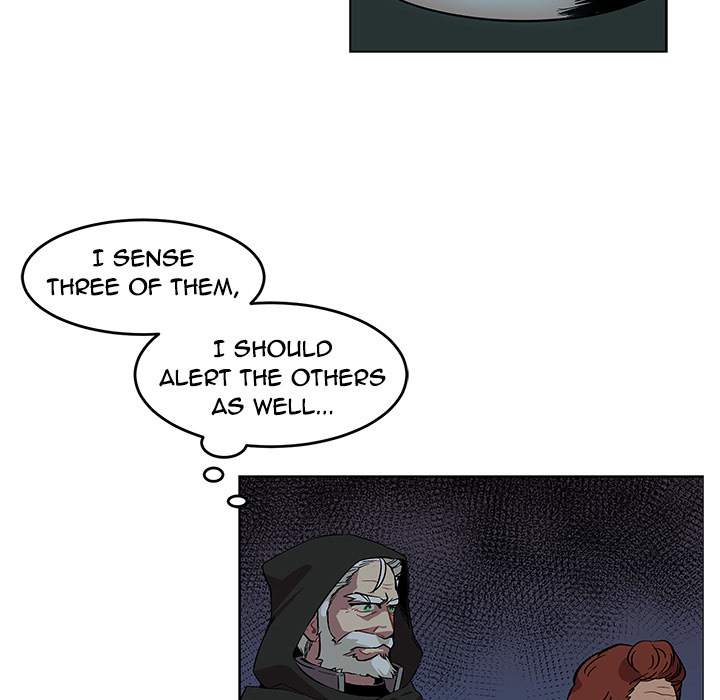 I SENSE
THREE OF THEM,
I SHOULD
ALERT THE OTHERS
AS WELL...